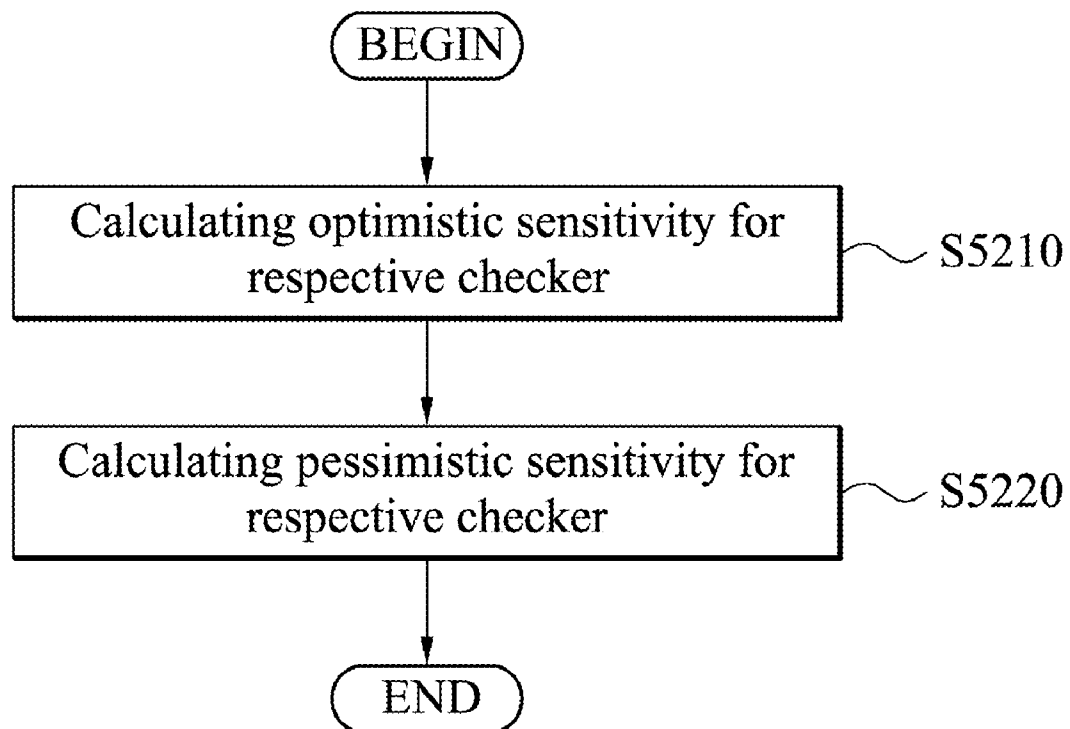 BEGIN
Calculating optimistic sensitivity for
respective checker
S5210
Calculating pessimistic sensitivity for
respective checker
S5220
END